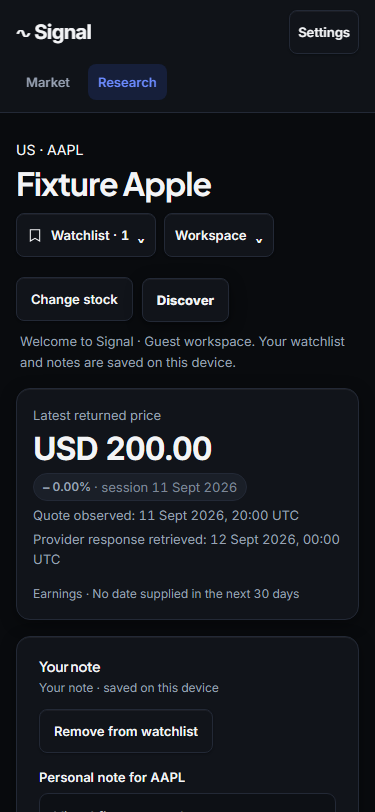 Signal
Settings
Market
Research
US · AAPL
Fixture Apple
Watchlist · 1
Workspace
Change stock
Discover
Welcome to Signal · Guest workspace. Your watchlist
and notes are saved on this device.
Latest returned price
USD 200.00
– 0.00% · session 11 Sept 2026
Quote observed: 11 Sept 2026, 20:00 UTC
Provider response retrieved: 12 Sept 2026, 00:00
UTC
Earnings · No date supplied in the next 30 days
Your note
Your note · saved on this device
Remove from watchlist
Personal note for AAPL